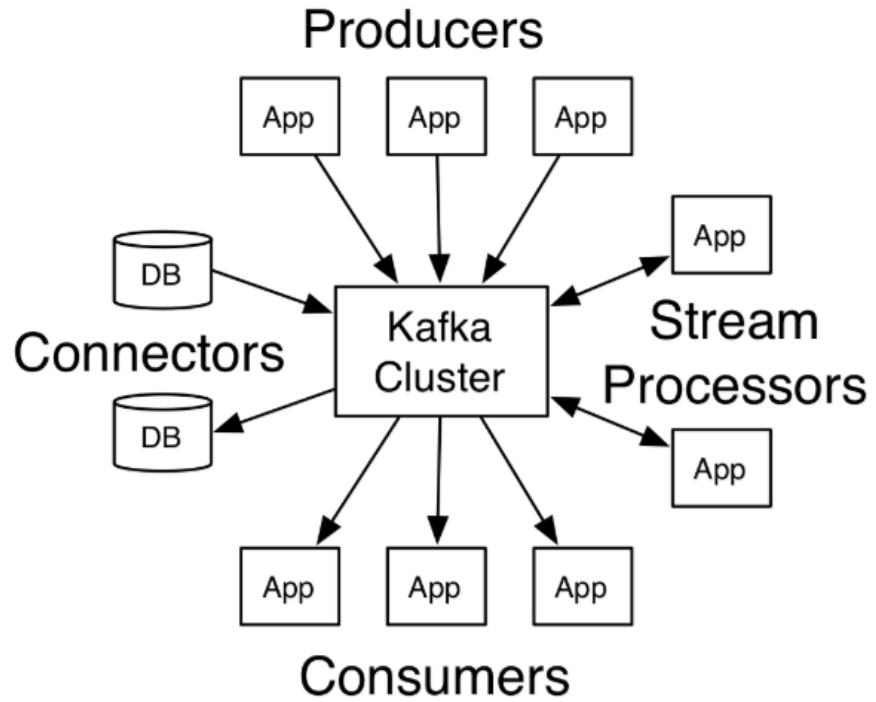 Producers
App
App
App
App
DB
Kafka
Cluster
Stream
Processors
Connectors
DB
App
App
App
App
Consumers